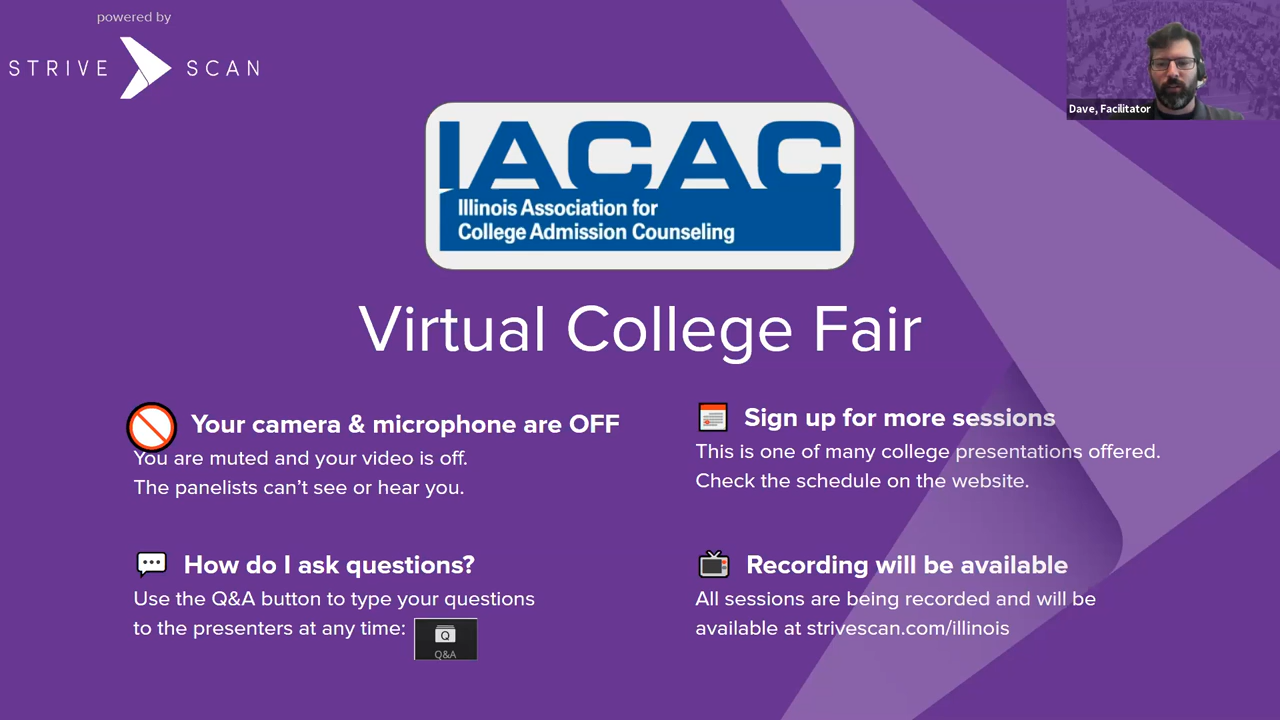 powered by
STRIVE SCAN
Dave, Facilitator
IACAC
Illinois Association for
College Admission Counseling
Virtual College Fair
Your camera & microphone are OFF
You are muted and your video is off.
The panelists can’t see or hear you.
Sign up for more sessions
This is one of many college presentations offered.
Check the schedule on the website.
How do I ask questions?
Use the Q&A button to type your questions
to the presenters at any time:
Q
Q&A
Recording will be available
All sessions are being recorded and will be
available at strivescan.com/illinois